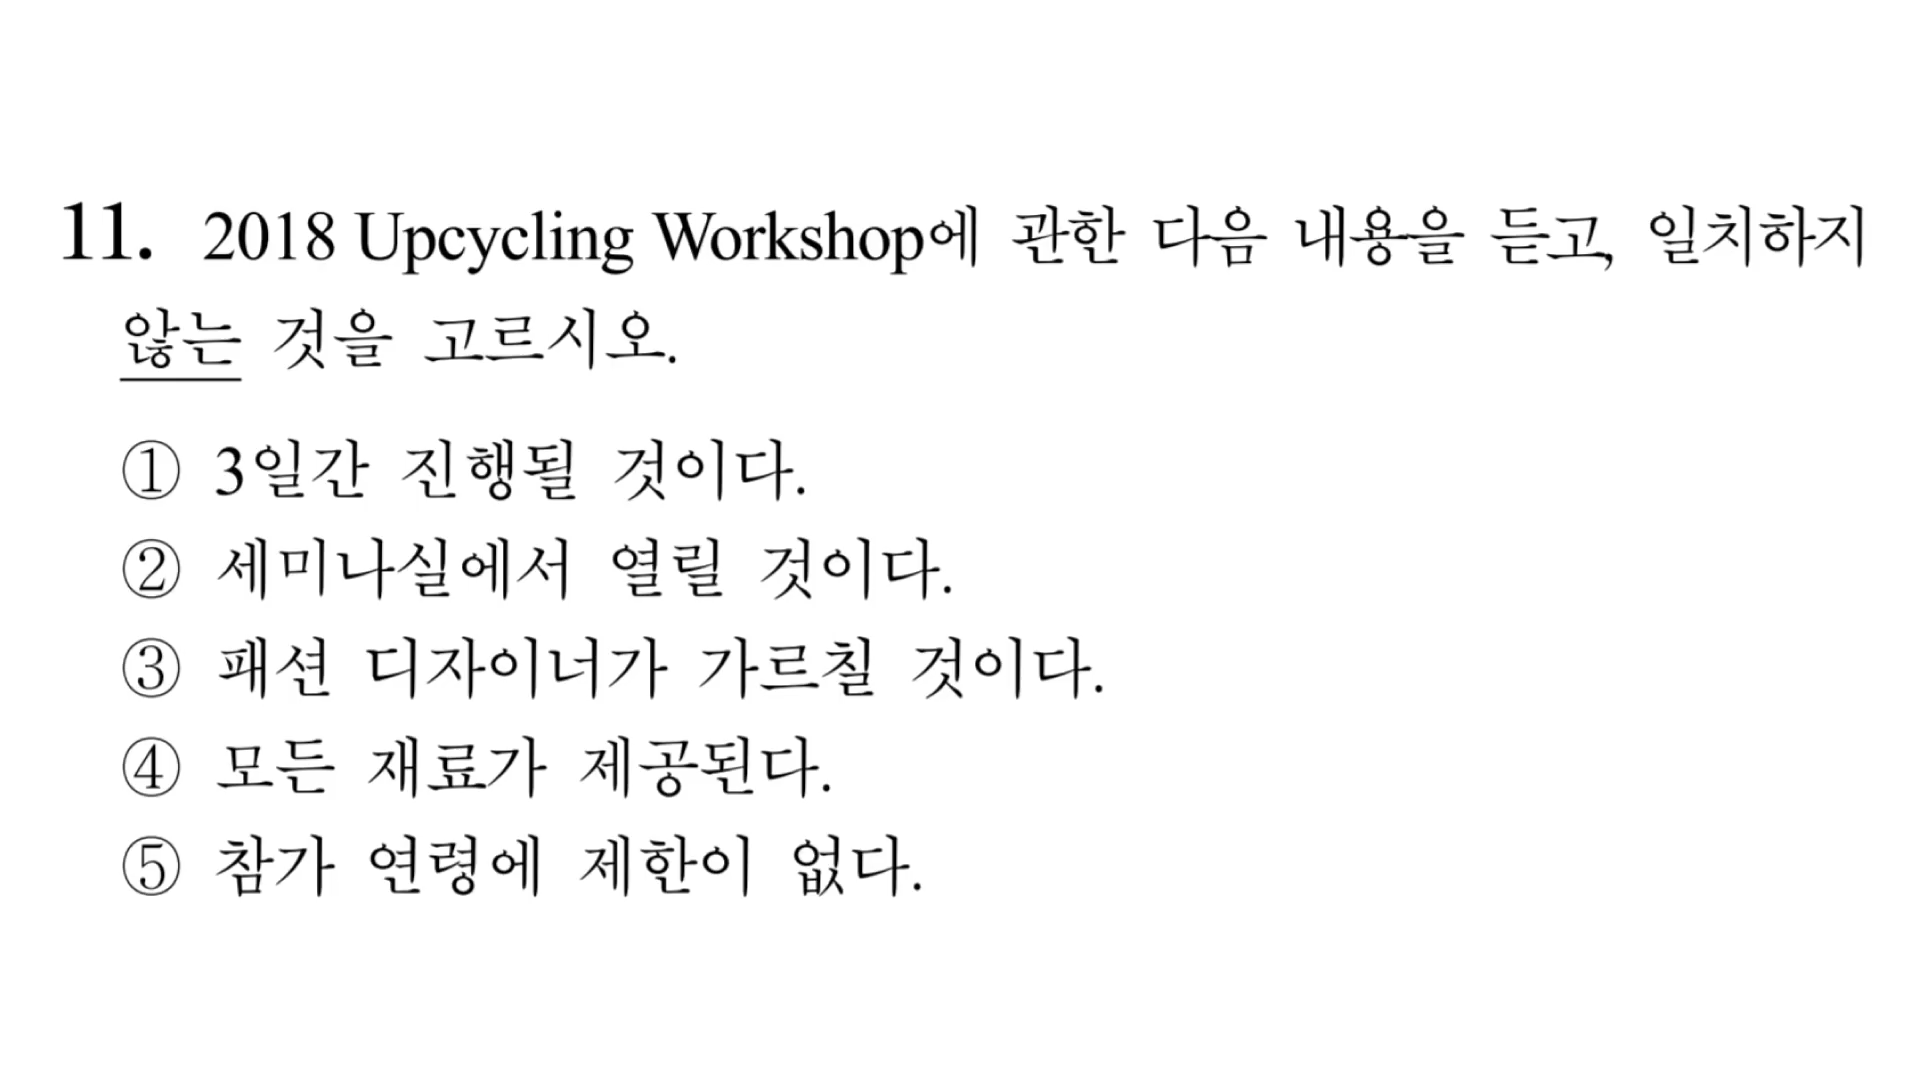 11. 2018 Upcycling Workshop에 관한 다음 내용을 듣고, 일치하지
않는 것을 고르시오.
① 3일간 진행될 것이다.
② 세미나실에서 열릴 것이다.
③ 패션 디자이너가 가르칠 것이다.
④ 모든 재료가 제공된다.
⑤ 참가 연령에 제한이 없다.